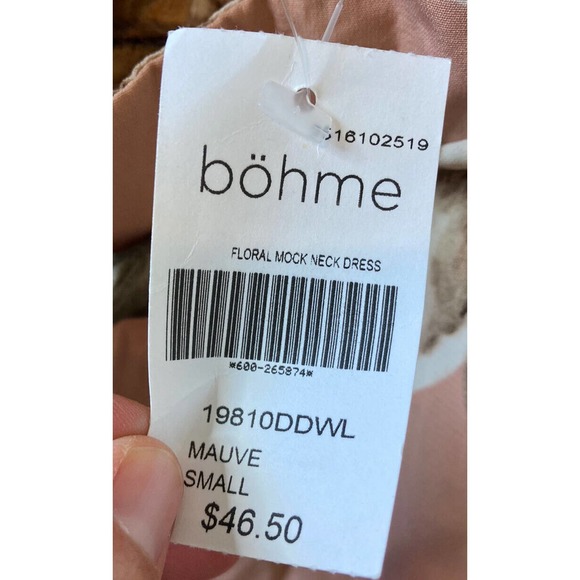 516102519
böhme
FLORAL MOCK NECK DRESS
*600-265874*
19810DDWL
MAUVE
SMALL
$46.50